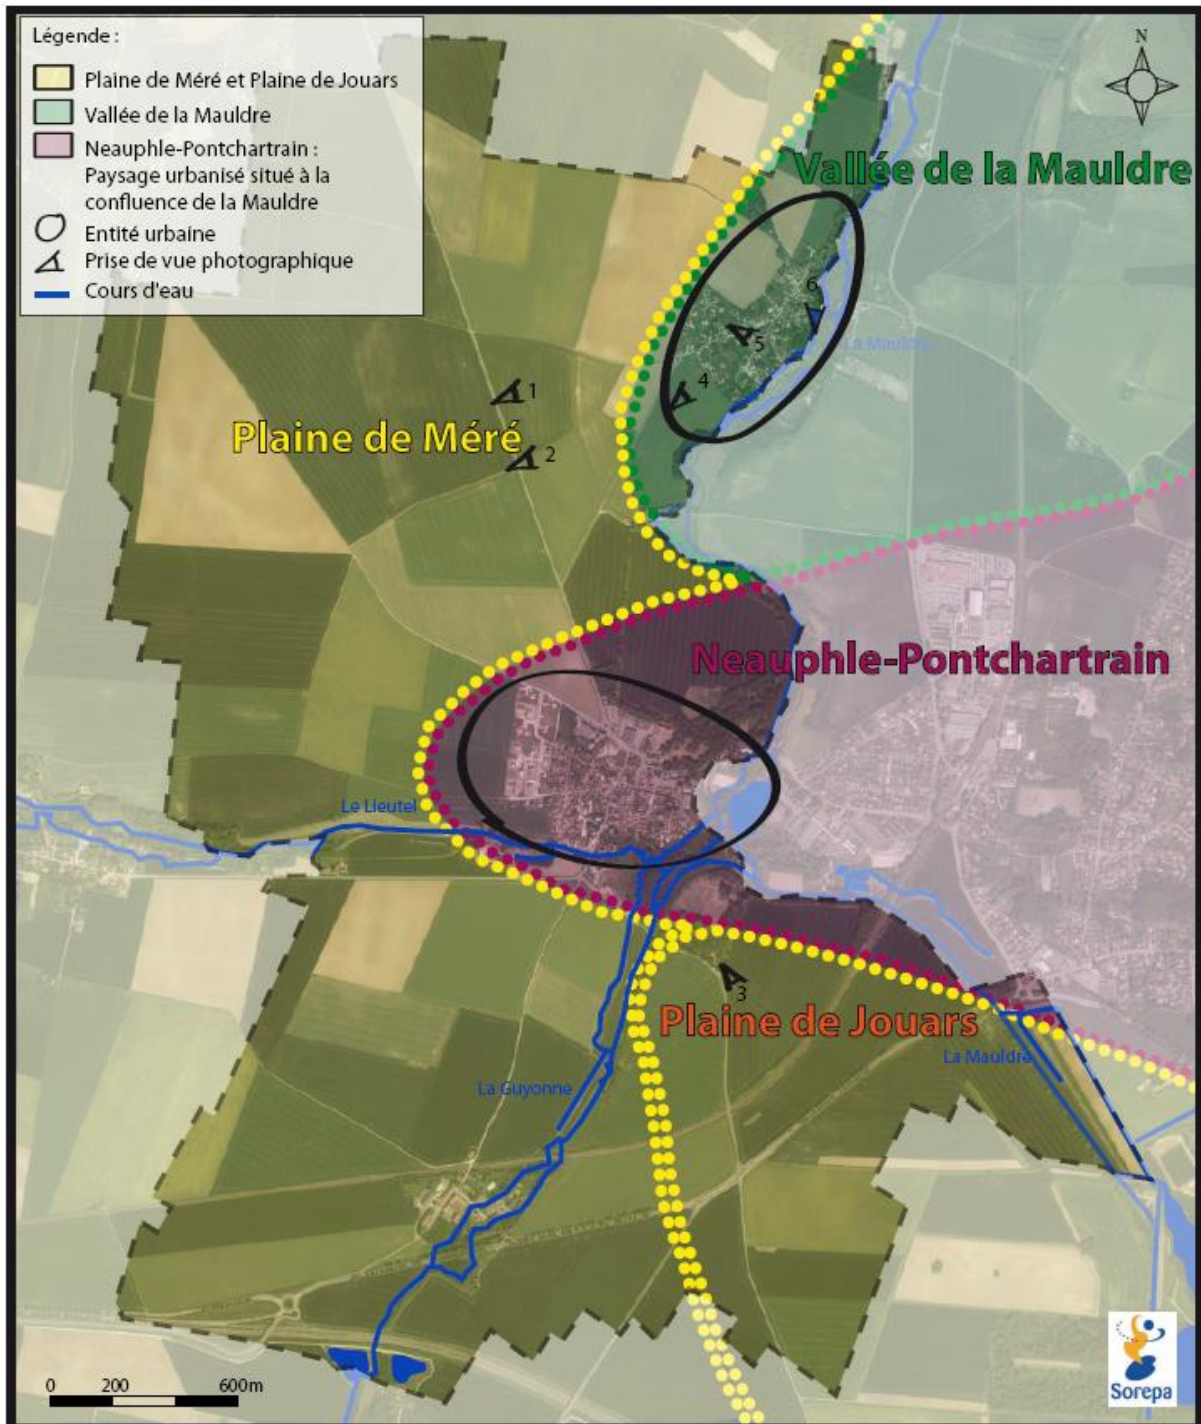 Légende :
Plaine de Méré et Plaine de Jouars
Vallée de la Mauldre
Neauphle-Pontchartrain :
Paysage urbanisé situé à la
confluence de la Mauldre
Entité urbaine
Prise de vue photographique
Cours d'eau
N
Vallée de la Mauldre
6
5
La Mauldre
4
1
Plaine de Méré
2
Neauphle-Pontchartrain
Le Lieutel
3
Plaine de Jouars
La Mauldre
La Guyonne
0 200 600m
Sorepa